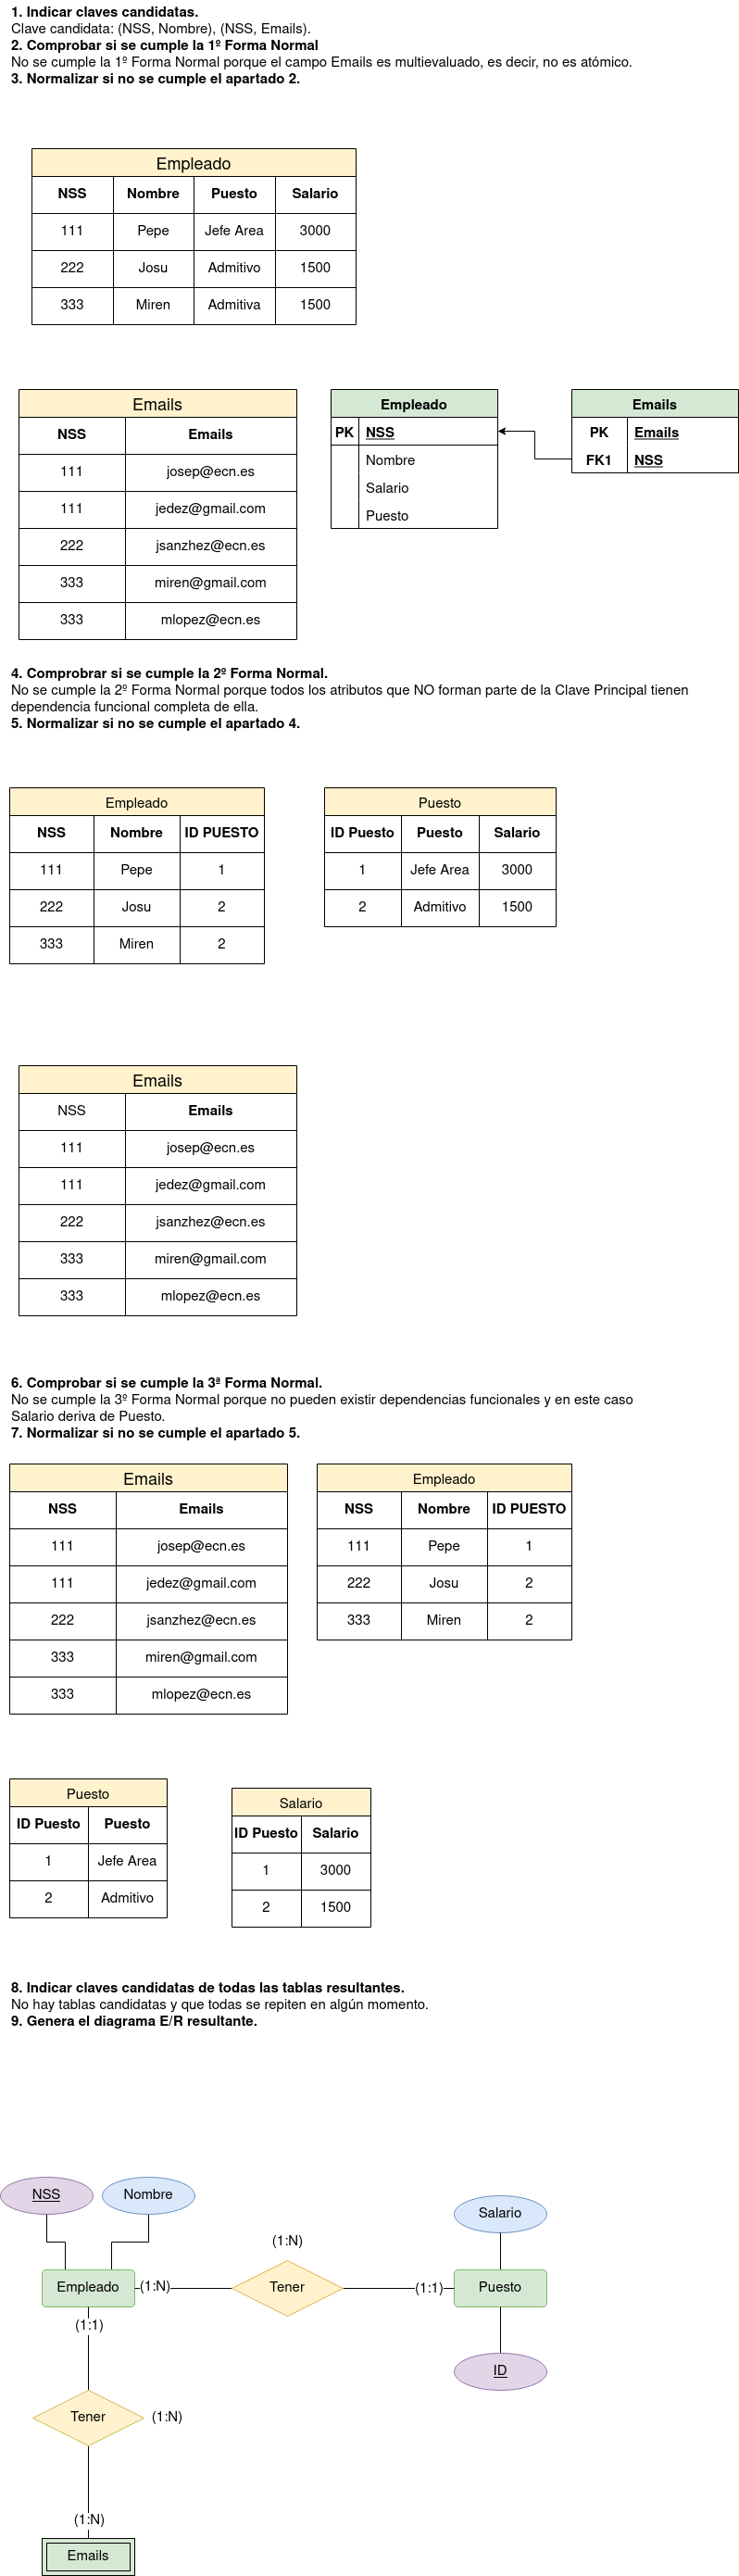 1. Indicar claves candidatas.
Clave candidata: (NSS, Nombre), (NSS, Emails).
2. Comprobar si se cumple la 1º Forma Normal
No se cumple la 1º Forma Normal porque el campo Emails es multievaluado, es decir, no es atómico.
3. Normalizar si no se cumple el apartado 2.
Empleado
NSS Nombre Puesto Salario
111 Pepe Jefe Area 3000
222 Josu Admitivo 1500
333 Miren Admitiva 1500
Emails
NSS Emails
111 josep@ecn.es
111 jedez@gmail.com
222 jsanzhez@ecn.es
333 miren@gmail.com
333 mlopez@ecn.es
Empleado
PK NSS
Nombre
Salario
Puesto
Emails
PK Emails
FK1 NSS
4. Comprobrar si se cumple la 2º Forma Normal.
No se cumple la 2º Forma Normal porque todos los atributos que NO forman parte de la Clave Principal tienen
dependencia funcional completa de ella.
5. Normalizar si no se cumple el apartado 4.
Empleado
NSS Nombre ID PUESTO
111 Pepe 1
222 Josu 2
333 Miren 2
Puesto
ID Puesto Puesto Salario
1 Jefe Area 3000
2 Admitivo 1500
Emails
NSS Emails
111 josep@ecn.es
111 jedez@gmail.com
222 jsanzhez@ecn.es
333 miren@gmail.com
333 mlopez@ecn.es
6. Comprobar si se cumple la 3ª Forma Normal.
No se cumple la 3º Forma Normal porque no pueden existir dependencias funcionales y en este caso
Salario deriva de Puesto.
7. Normalizar si no se cumple el apartado 5.
Emails
NSS Emails
111 josep@ecn.es
111 jedez@gmail.com
222 jsanzhez@ecn.es
333 miren@gmail.com
333 mlopez@ecn.es
Empleado
NSS Nombre ID PUESTO
111 Pepe 1
222 Josu 2
333 Miren 2
Puesto
ID Puesto Puesto
1 Jefe Area
2 Admitivo
Salario
ID Puesto Salario
1 3000
2 1500
8. Indicar claves candidatas de todas las tablas resultantes.
No hay tablas candidatas y que todas se repiten en algún momento.
9. Genera el diagrama E/R resultante.
NSS Nombre
Salario
(1:N)
Empleado (1:N) Tener (1:1) Puesto
(1:1)
ID
Tener (1:N)
(1:N)
Emails